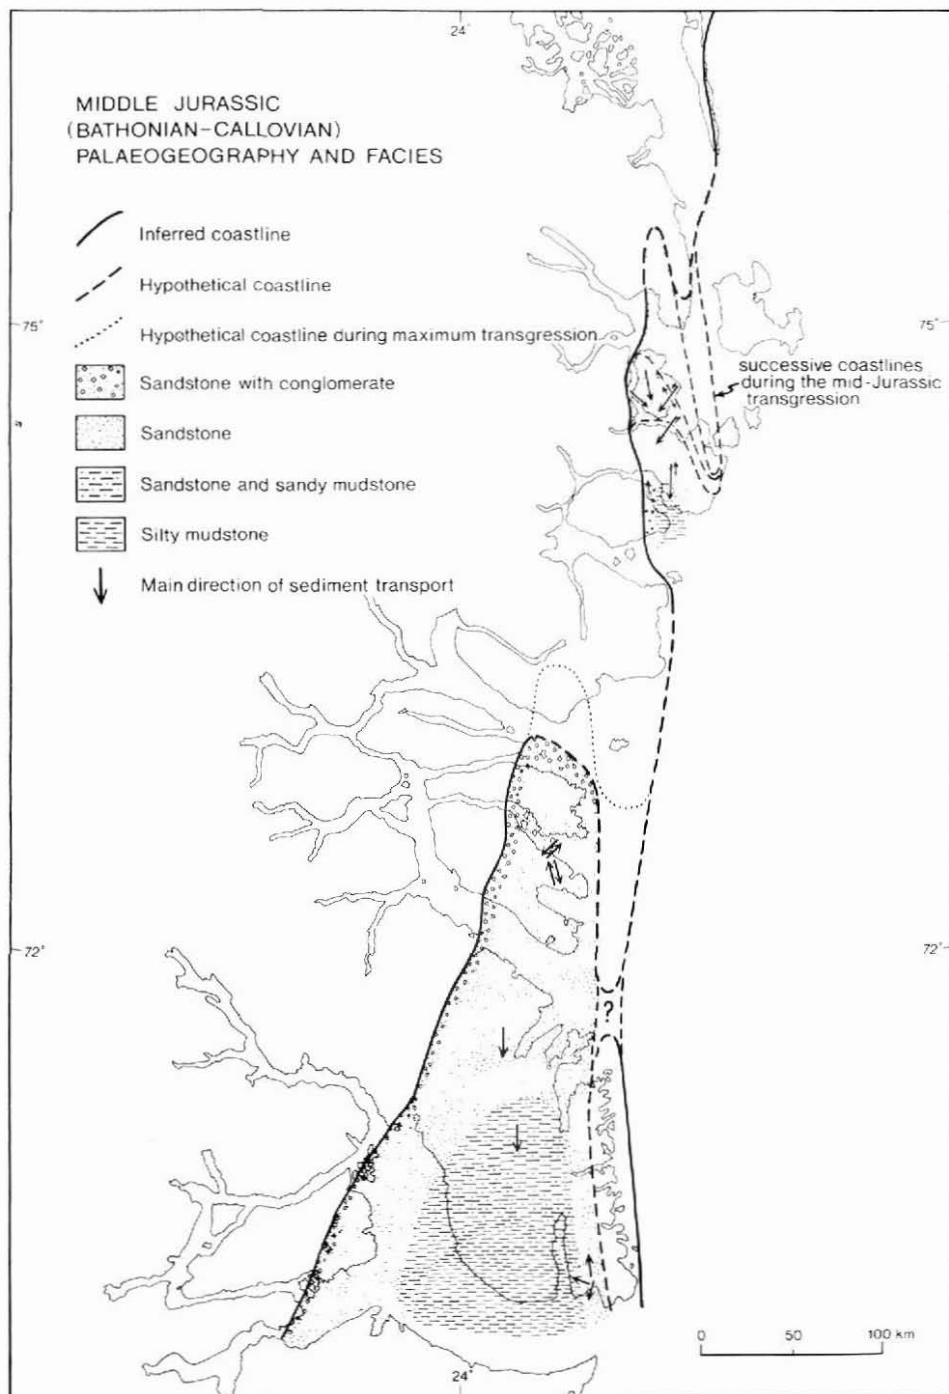 24°
MIDDLE JURASSIC
(BATHONIAN-CALLOVIAN)
PALAEOGEOGRAPHY AND FACIES
Inferred coastline
Hypothetical coastline
75°
75°
Hypothetical coastline during maximum transgression
successive coastlines
during the mid-Jurassic
transgression
Sandstone with conglomerate
Sandstone
Sandstone and sandy mudstone
Silty mudstone
Main direction of sediment transport
72°
72°
?
0 50 100 km
24°